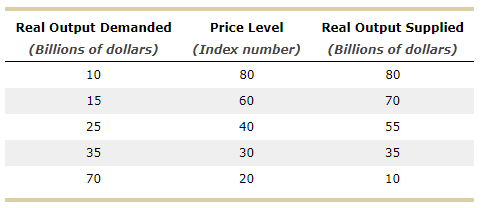 Real Output Demanded Price Level Real Output Supplied
(Billions of dollars) (Index number) (Billions of dollars)
10 80 80
15 60 70
25 40 55
35 30 35
70 20 10